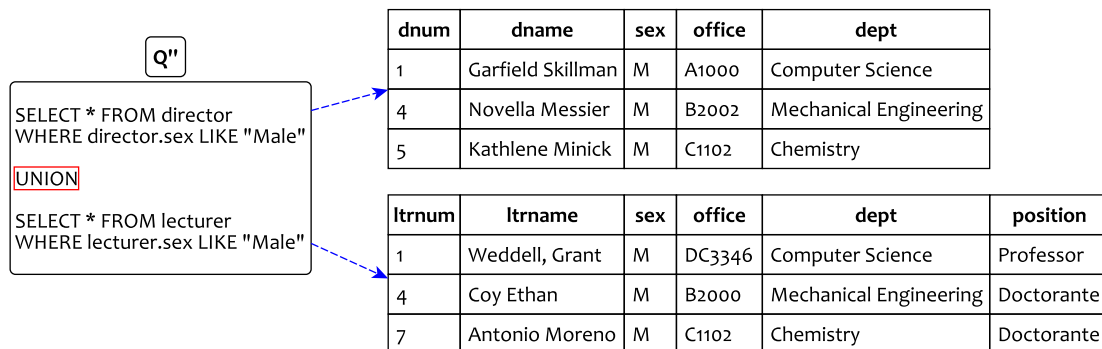 Q"
SELECT * FROM director
WHERE director.sex LIKE "Male"
UNION
SELECT * FROM lecturer
WHERE lecturer.sex LIKE "Male"
dnum dname sex office dept
1 Garfield Skillman M A1000 Computer Science
4 Novella Messier M B2002 Mechanical Engineering
5 Kathlene Minick M C1102 Chemistry
ltrnum ltrname sex office dept position
1 Weddell, Grant M DC3346 Computer Science Professor
4 Coy Ethan M B2000 Mechanical Engineering Doctorante
7 Antonio Moreno M C1102 Chemistry Doctorante